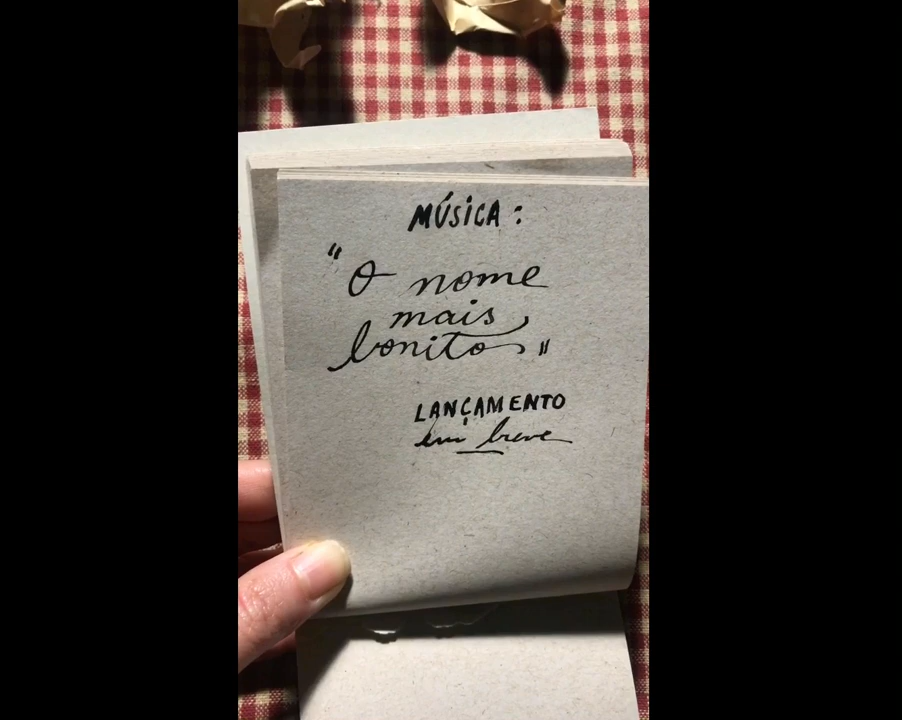 MÚSICA:
"O nome
mais
bonito"
LANÇAMENTO
em breve